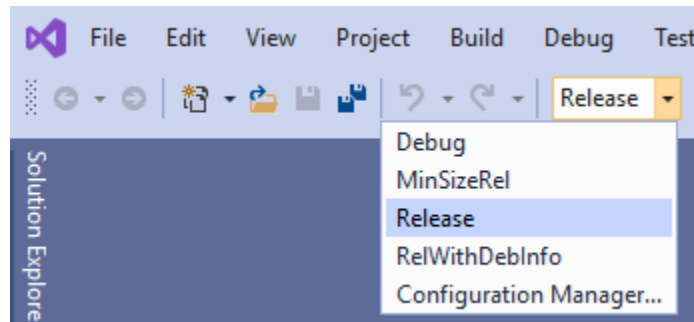 File Edit View Project Build Debug Test
Release
Debug
MinSizeRel
Release
RelWithDebInfo
Configuration Manager...
Solution Explore